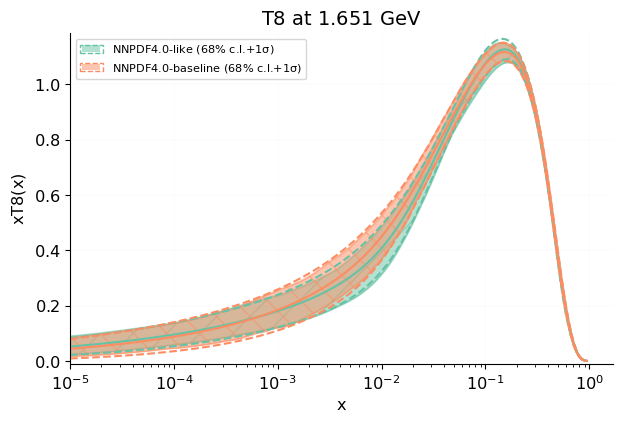 T8 at 1.651 GeV
NNPDF4.0-like (68% c.l.+1σ)
NNPDF4.0-baseline (68% c.l.+1σ)
xT8(x)
1.0
0.8
0.6
0.4
0.2
0.0
10⁻⁵ 10⁻⁴ 10⁻³ 10⁻² 10⁻¹ 10⁰
x